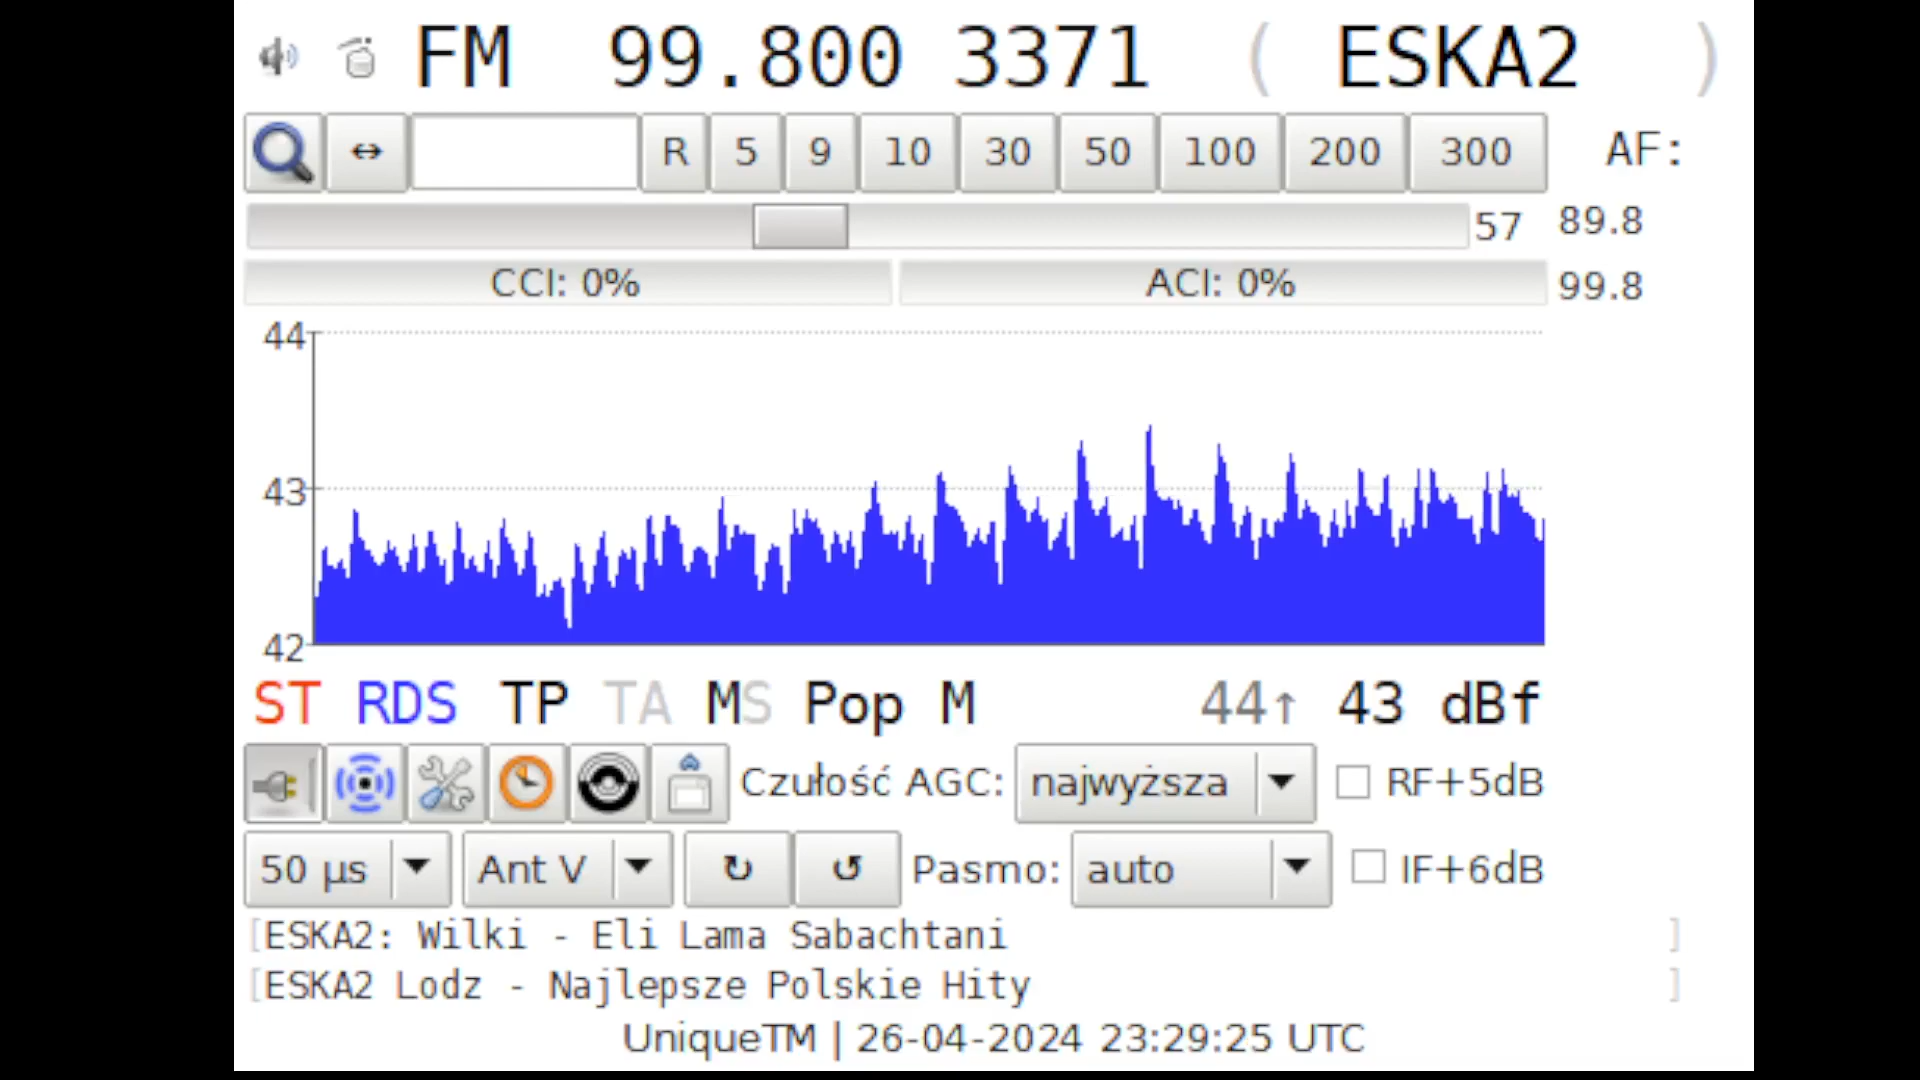 FM 99.800 3371 ( ESKA2 )
↔ R 5 9 10 30 50 100 200 300 AF:
57 89.8
CCI: 0% ACI: 0% 99.8
44
43
42
ST RDS TP TA MS Pop M 44↑ 43 dBf
Czułość AGC: najwyższa RF+5dB
50 µs Ant V ↻ ↺ Pasmo: auto IF+6dB
[ESKA2: Wilki - Eli Lama Sabachtani ]
[ESKA2 Lodz - Najlepsze Polskie Hity ]
UniqueTM | 26-04-2024 23:29:25 UTC